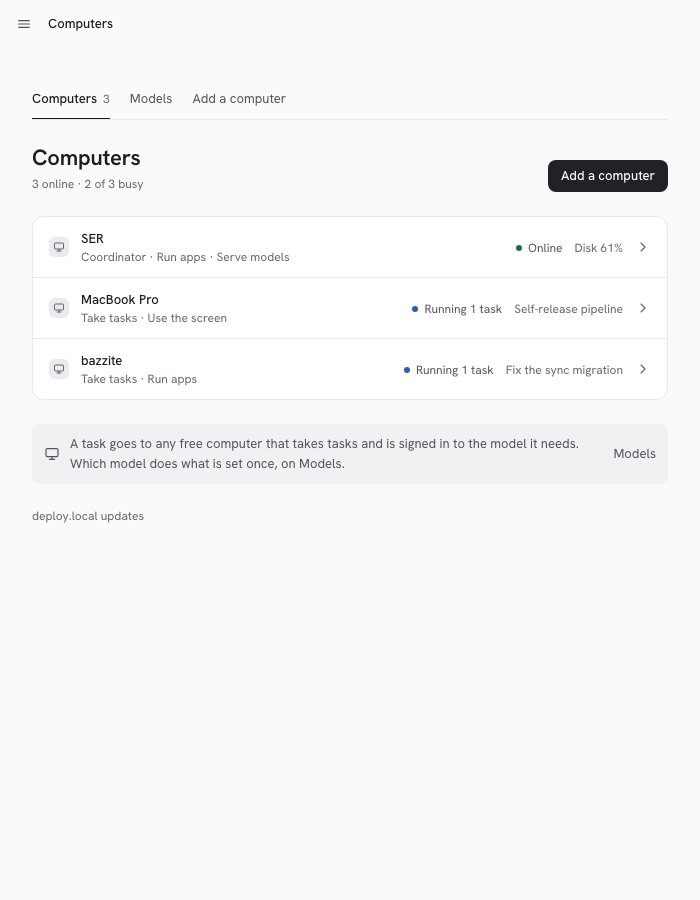 Computers
Computers 3 Models Add a computer
Computers
3 online · 2 of 3 busy
Add a computer
SER
Coordinator · Run apps · Serve models
Online Disk 61%
MacBook Pro
Take tasks · Use the screen
Running 1 task Self-release pipeline
bazzite
Take tasks · Run apps
Running 1 task Fix the sync migration
A task goes to any free computer that takes tasks and is signed in to the model it needs.
Which model does what is set once, on Models.
Models
deploy.local updates